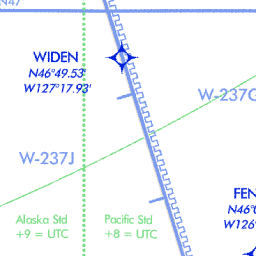 N47°
WIDEN
N46°49.53'
W127°17.93'
W-237G
W-237J
FEN
N46°
W126°
Alaska Std
+9 = UTC
Pacific Std
+8 = UTC